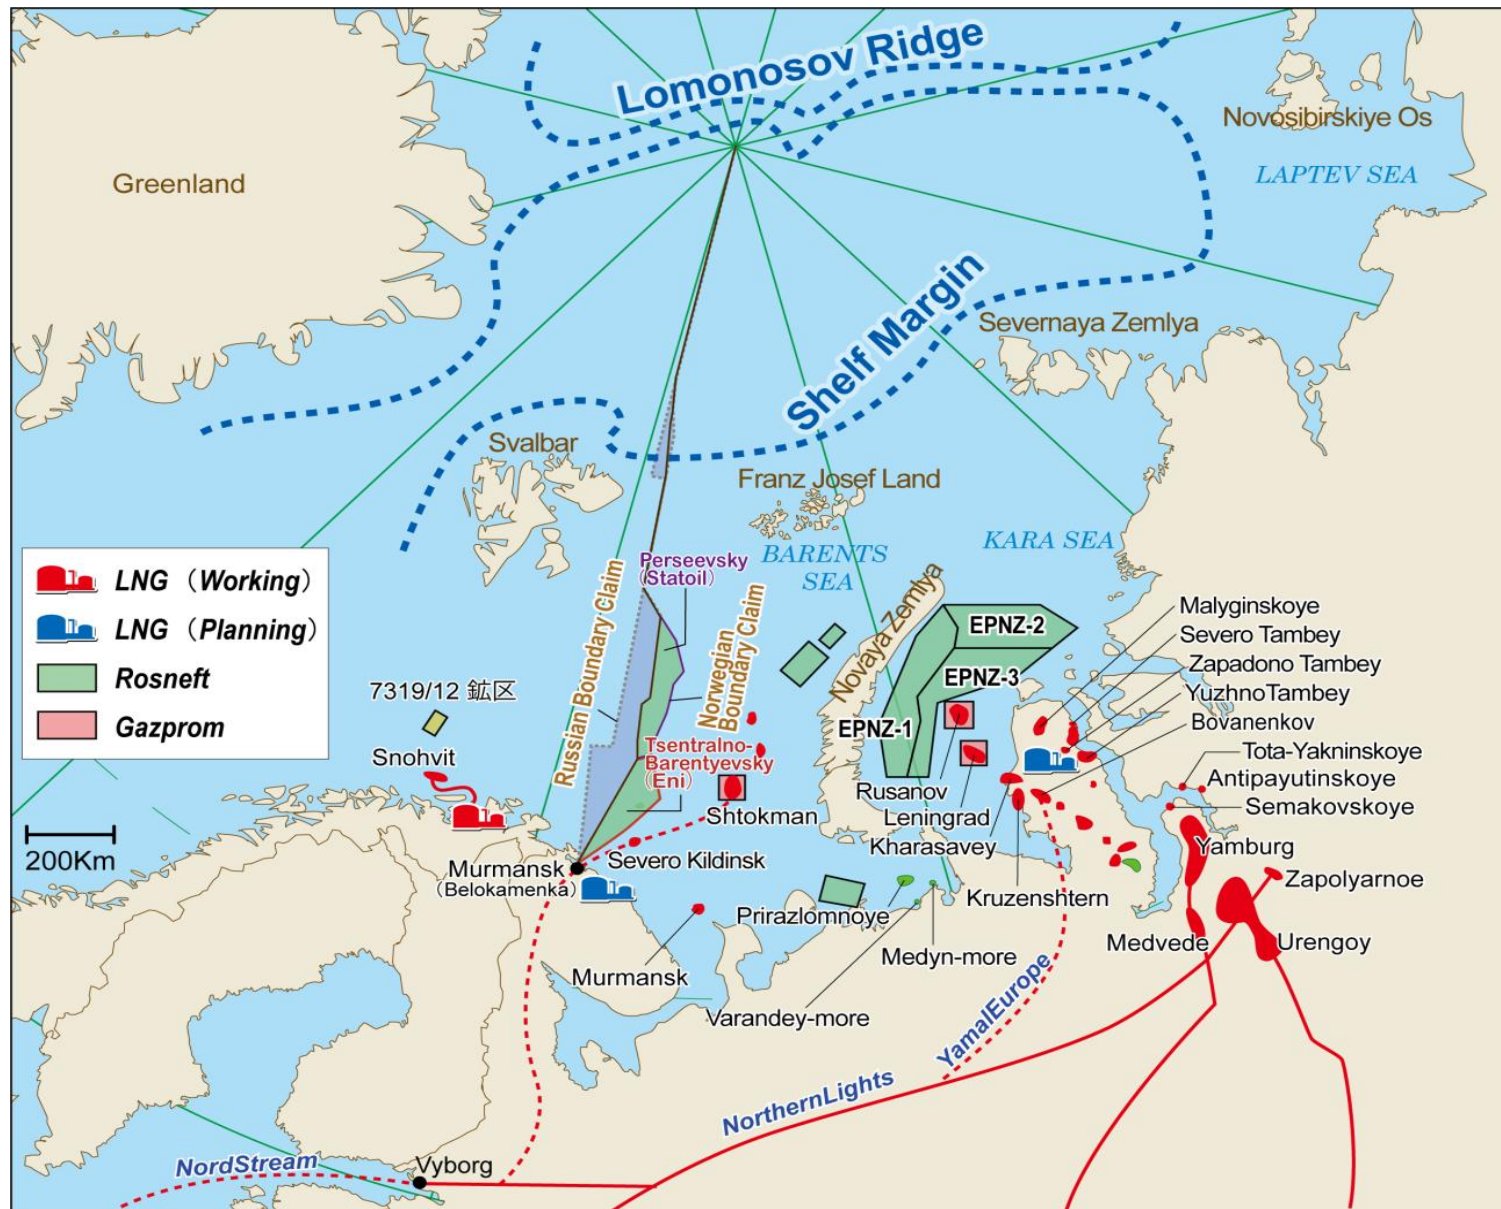 Lomonosov Ridge
Novosibirskiye Os
LAPTEV SEA
Greenland
Shelf Margin
Severnaya Zemlya
Svalbar
Franz Josef Land
KARA SEA
BARENTS
SEA
LNG（Working）
LNG（Planning）
Rosneft
Gazprom
Perseevsky
（Statoil）
Russian Boundary Claim
Norwegian
Boundary Claim
Novaya Zemlya
EPNZ-2
EPNZ-3
EPNZ-1
Malyginskoye
Severo Tambey
Zapadono Tambey
YuzhnoTambey
Bovanenkov
Tota-Yakninskoye
Antipayutinskoye
Semakovskoye
7319/12 鉱区
Snohvit
Tsentralno-
Barentyevsky
（Eni）
Shtokman
Rusanov
Leningrad
Kharasavey
200Km
Murmansk
（Belokamenka）
Severo Kildinsk
Yamburg
Zapolyarnoe
Kruzenshtern
Prirazlomnoye
Medvede
Urengoy
Medyn-more
Murmansk
Varandey-more
YamalEurope
NorthernLights
NordStream
Vyborg